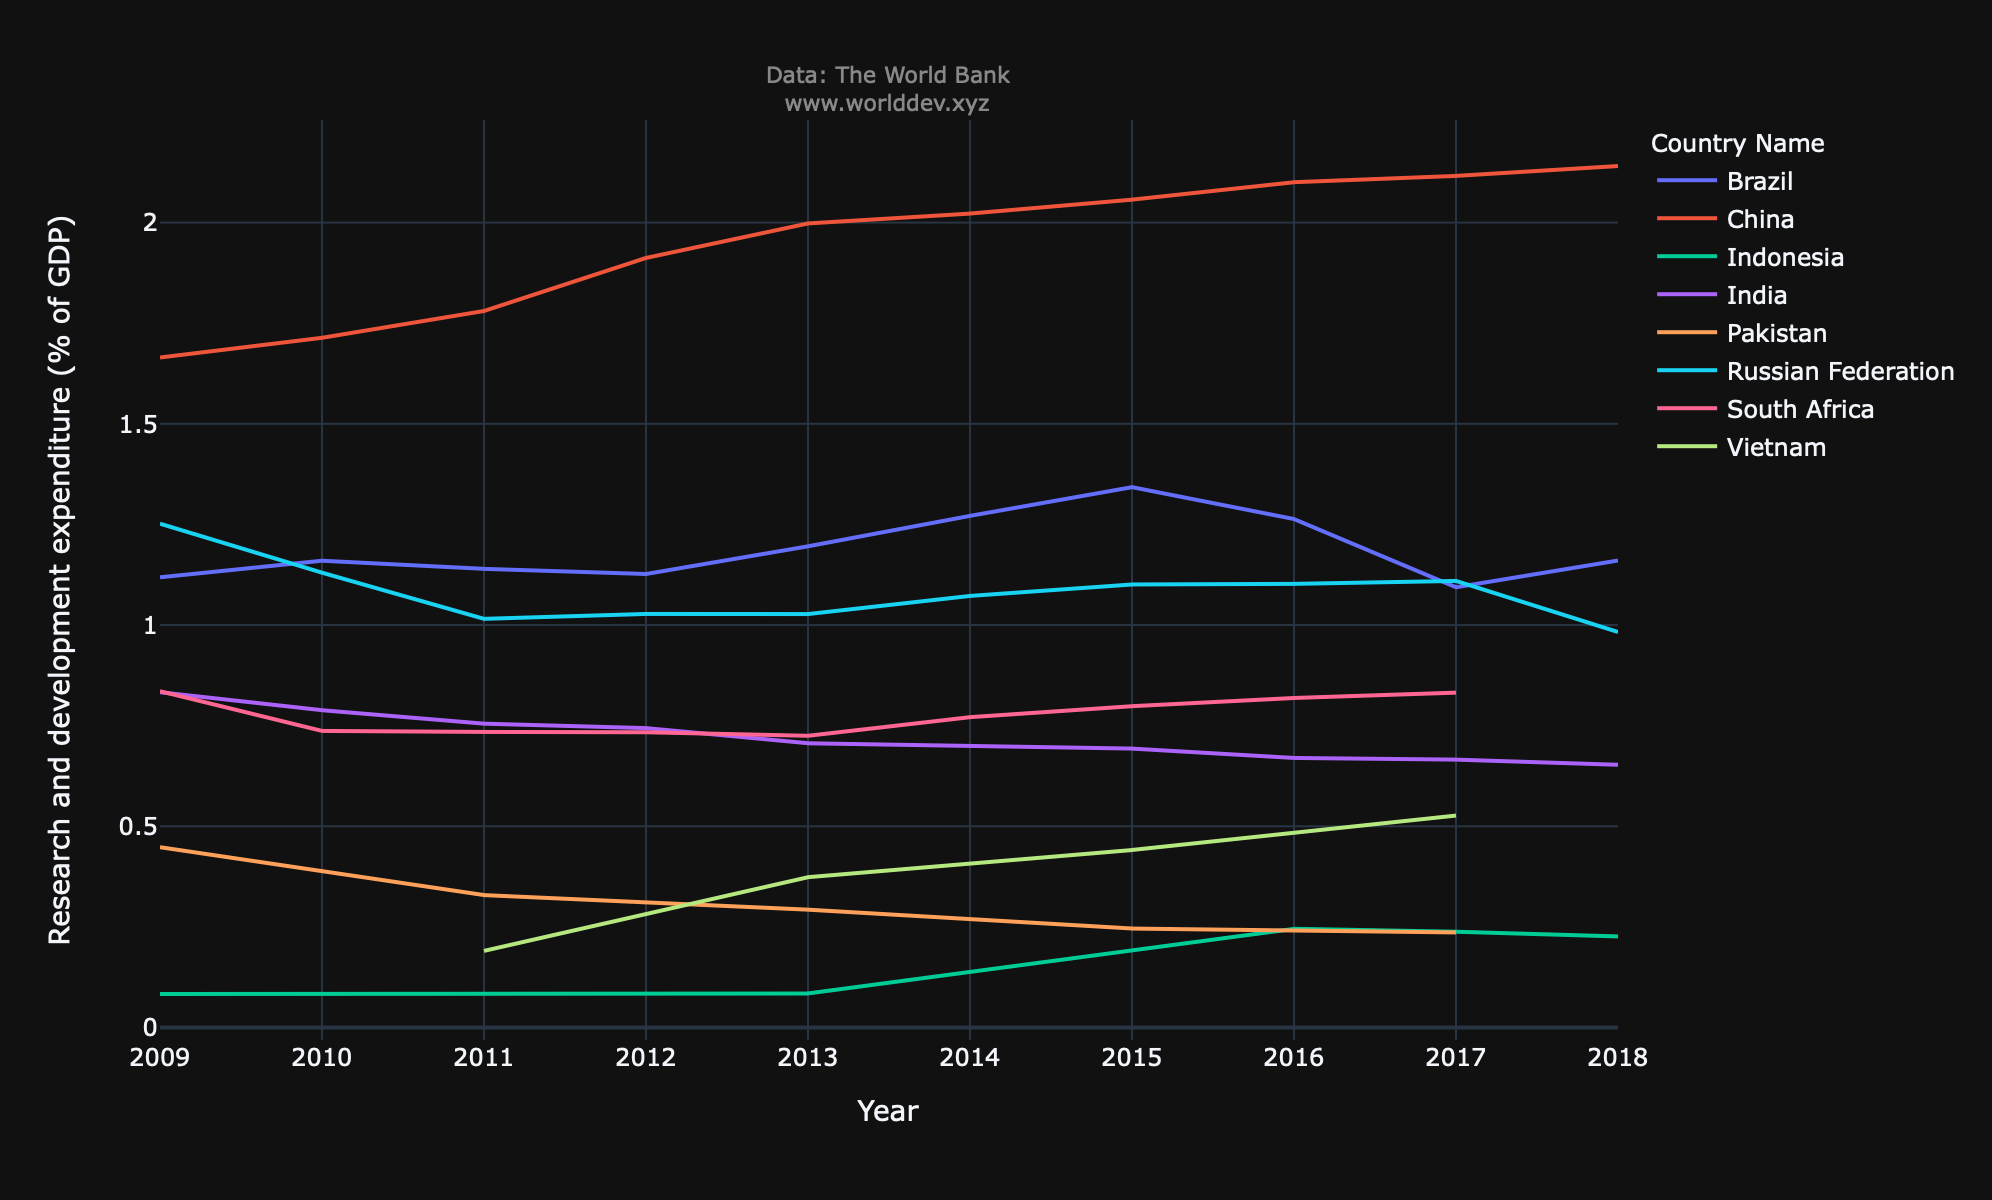 Data: The World Bank
www.worlddev.xyz
Country Name
Brazil
China
Indonesia
India
Pakistan
Russian Federation
South Africa
Vietnam
Research and development expenditure (% of GDP)
2
1.5
1
0.5
0
2009 2010 2011 2012 2013 2014 2015 2016 2017 2018
Year